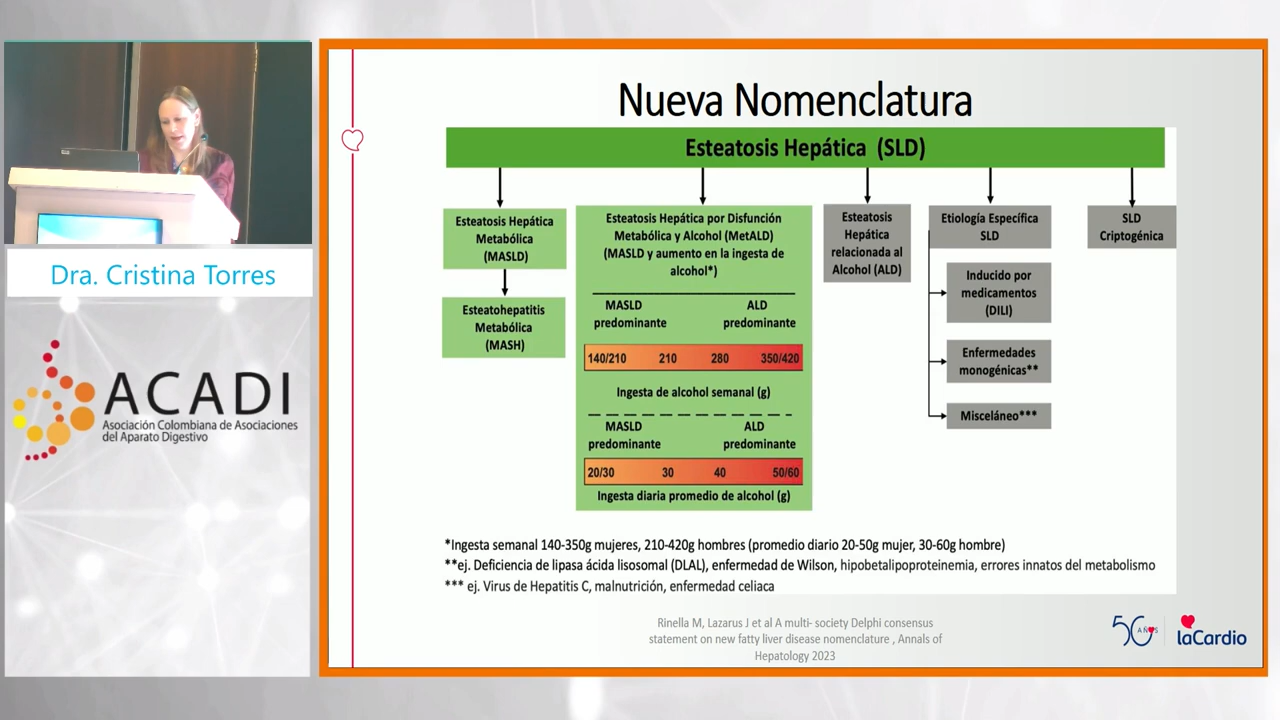 Dra. Cristina Torres
ACADI
Asociación Colombiana de Asociaciones
del Aparato Digestivo
Nueva Nomenclatura
Esteatosis Hepática (SLD)
Esteatosis Hepática
Metabólica
(MASLD)
Esteatohepatitis
Metabólica
(MASH)
Esteatosis Hepática por Disfunción
Metabólica y Alcohol (MetALD)
(MASLD y aumento en la ingesta de
alcohol*)
MASLD
predominante
ALD
predominante
140/210 210 280 350/420
Ingesta de alcohol semanal (g)
MASLD
predominante
ALD
predominante
20/30 30 40 50/60
Ingesta diaria promedio de alcohol (g)
Esteatosis
Hepática
relacionada al
Alcohol (ALD)
Etiología Específica
SLD
Inducido por
medicamentos
(DILI)
Enfermedades
monogénicas**
Misceláneo***
SLD
Criptogénica
*Ingesta semanal 140-350g mujeres, 210-420g hombres (promedio diario 20-50g mujer, 30-60g hombre)
**ej. Deficiencia de lipasa ácida lisosomal (DLAL), enfermedad de Wilson, hipobetalipoproteinemia, errores innatos del metabolismo
*** ej. Virus de Hepatitis C, malnutrición, enfermedad celiaca
Rinella M, Lazarus J et al A multi- society Delphi consensus
statement on new fatty liver disease nomenclature , Annals of
Hepatology 2023
50 AÑOS
laCardio